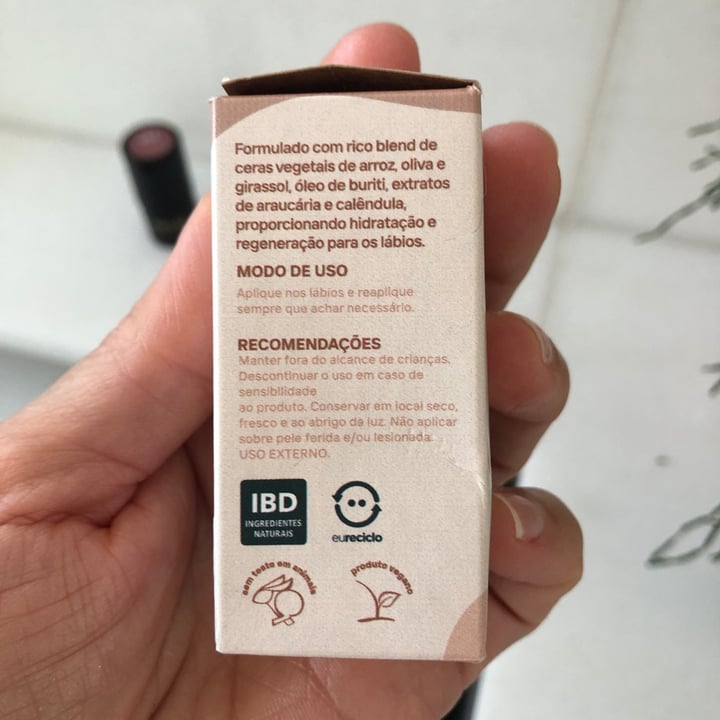 Formulado com rico blend de
ceras vegetais de arroz, oliva e
girassol, óleo de buriti, extratos
de araucária e calêndula,
proporcionando hidratação e
regeneração para os lábios.
MODO DE USO
Aplique nos lábios e reaplique
sempre que achar necessário.
RECOMENDAÇÕES
Manter fora do alcance de crianças.
Descontinuar o uso em caso de
sensibilidade
ao produto. Conservar em local seco,
fresco e ao abrigo da luz. Não aplicar
sobre pele ferida e/ou lesionada.
USO EXTERNO.
IBD
INGREDIENTES
NATURAIS
eureciclo
sem teste em animais
produto vegano